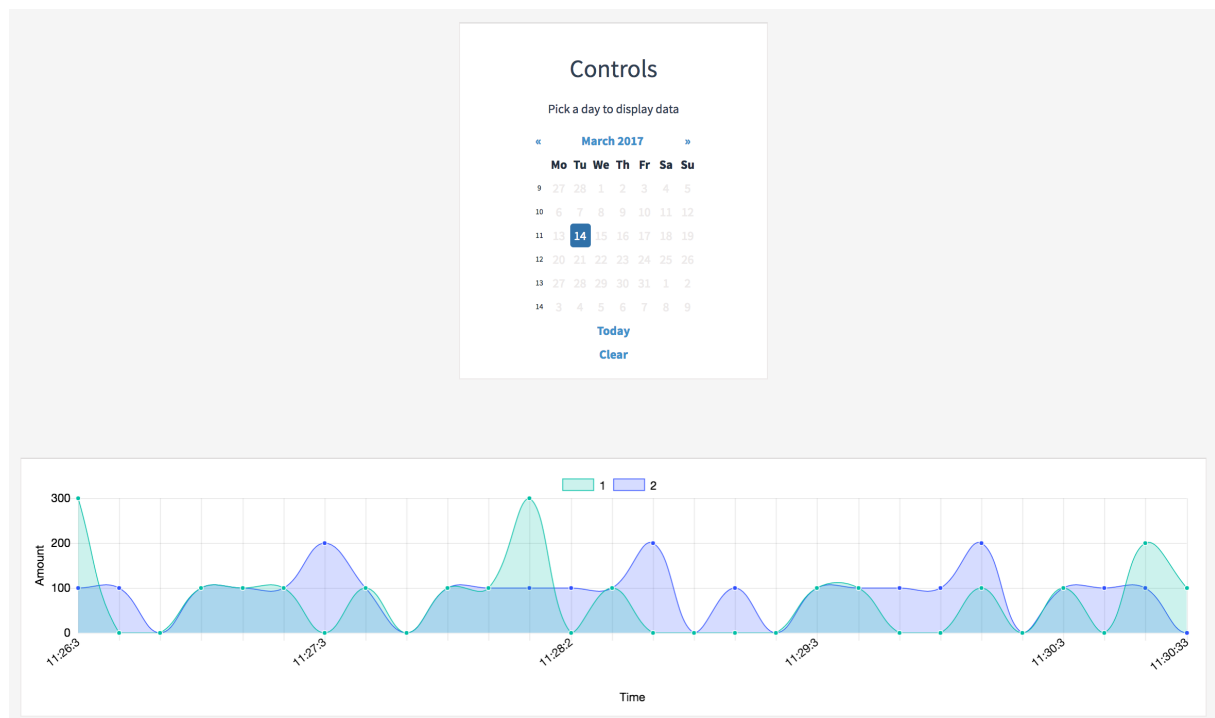 Controls
Pick a day to display data
« March 2017 »
Mo Tu We Th Fr Sa Su
9 27 28 1 2 3 4 5
10 6 7 8 9 10 11 12
11 13 14 15 16 17 18 19
12 20 21 22 23 24 25 26
13 27 28 29 30 31 1 2
14 3 4 5 6 7 8 9
Today
Clear
1 2
300
200
100
0
Amount
11:26:3 11:27:3 11:28:2 11:29:3 11:30:3 11:30:33
Time